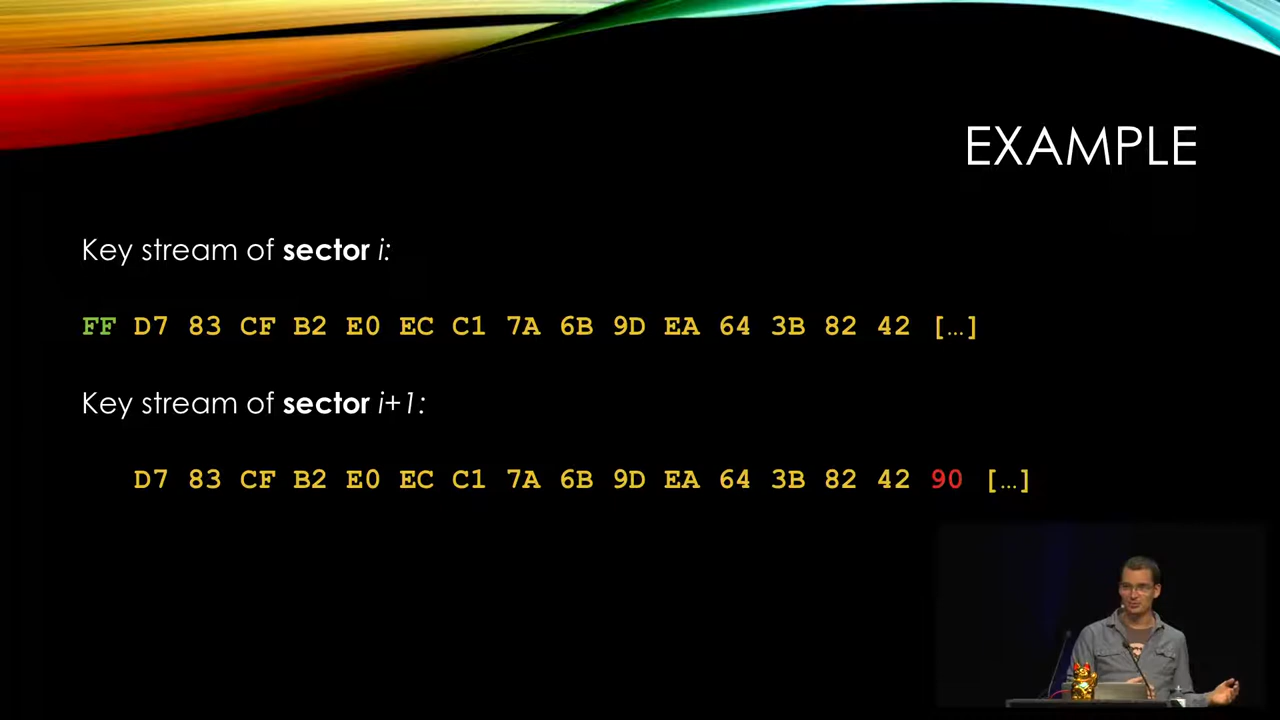 EXAMPLE
Key stream of sector i:
FF D7 83 CF B2 E0 EC C1 7A 6B 9D EA 64 3B 82 42 […]
Key stream of sector i+1:
D7 83 CF B2 E0 EC C1 7A 6B 9D EA 64 3B 82 42 90 […]